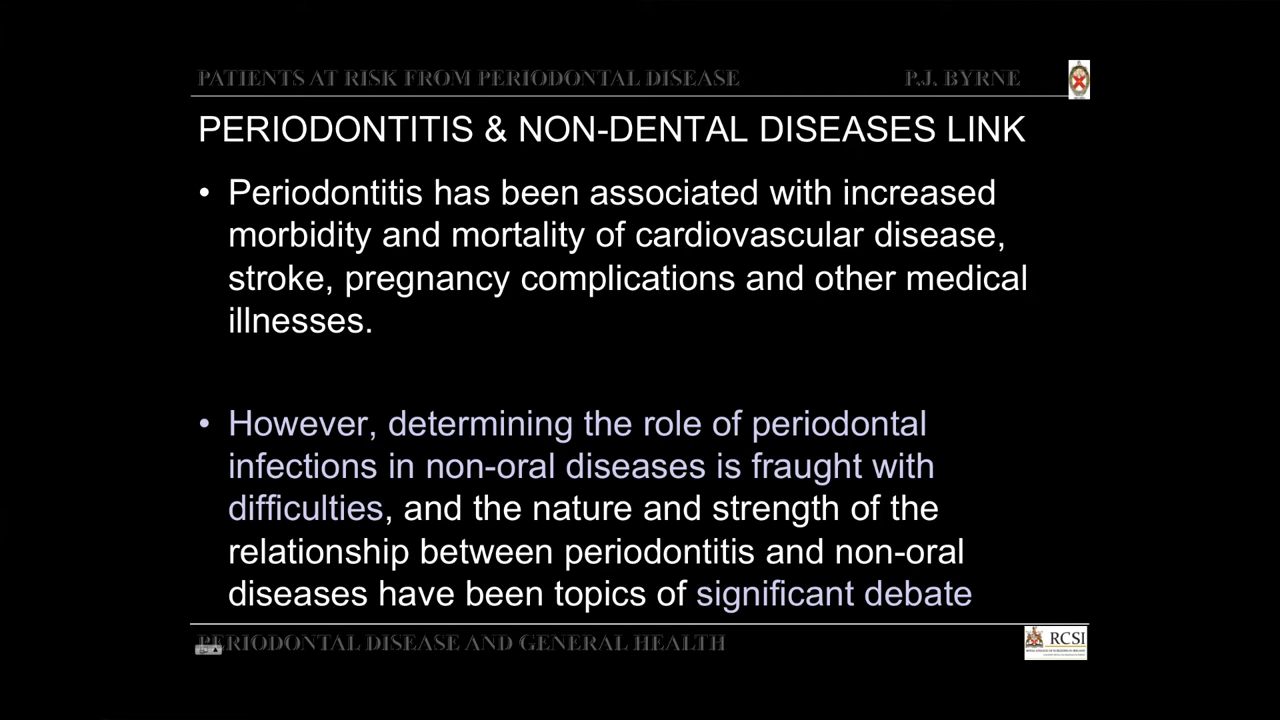 PATIENTS AT RISK FROM PERIODONTAL DISEASE P.J. BYRNE
PERIODONTITIS & NON-DENTAL DISEASES LINK
• Periodontitis has been associated with increased
morbidity and mortality of cardiovascular disease,
stroke, pregnancy complications and other medical
illnesses.
• However, determining the role of periodontal
infections in non-oral diseases is fraught with
difficulties, and the nature and strength of the
relationship between periodontitis and non-oral
diseases have been topics of significant debate
PERIODONTAL DISEASE AND GENERAL HEALTH
RCSI